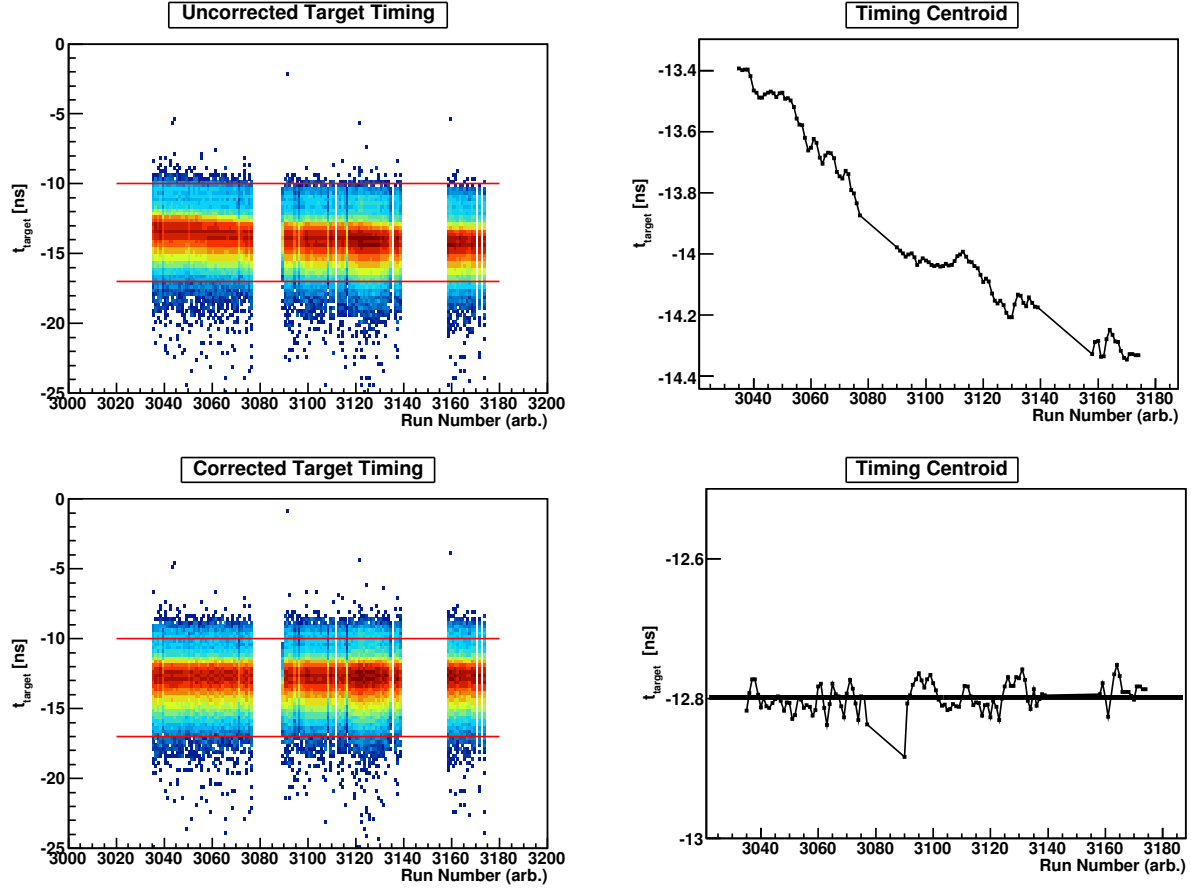 Uncorrected Target Timing
t_target [ns]
0
-5
-10
-15
-20
-25
3000 3020 3040 3060 3080 3100 3120 3140 3160 3180 3200
Run Number (arb.)
Timing Centroid
t_target [ns]
-13.4
-13.6
-13.8
-14
-14.2
-14.4
3040 3060 3080 3100 3120 3140 3160 3180
Run Number (arb.)
Corrected Target Timing
t_target [ns]
0
-5
-10
-15
-20
-25
3000 3020 3040 3060 3080 3100 3120 3140 3160 3180 3200
Run Number (arb.)
Timing Centroid
t_target [ns]
-12.6
-12.8
-13
3040 3060 3080 3100 3120 3140 3160 3180
Run Number (arb.)